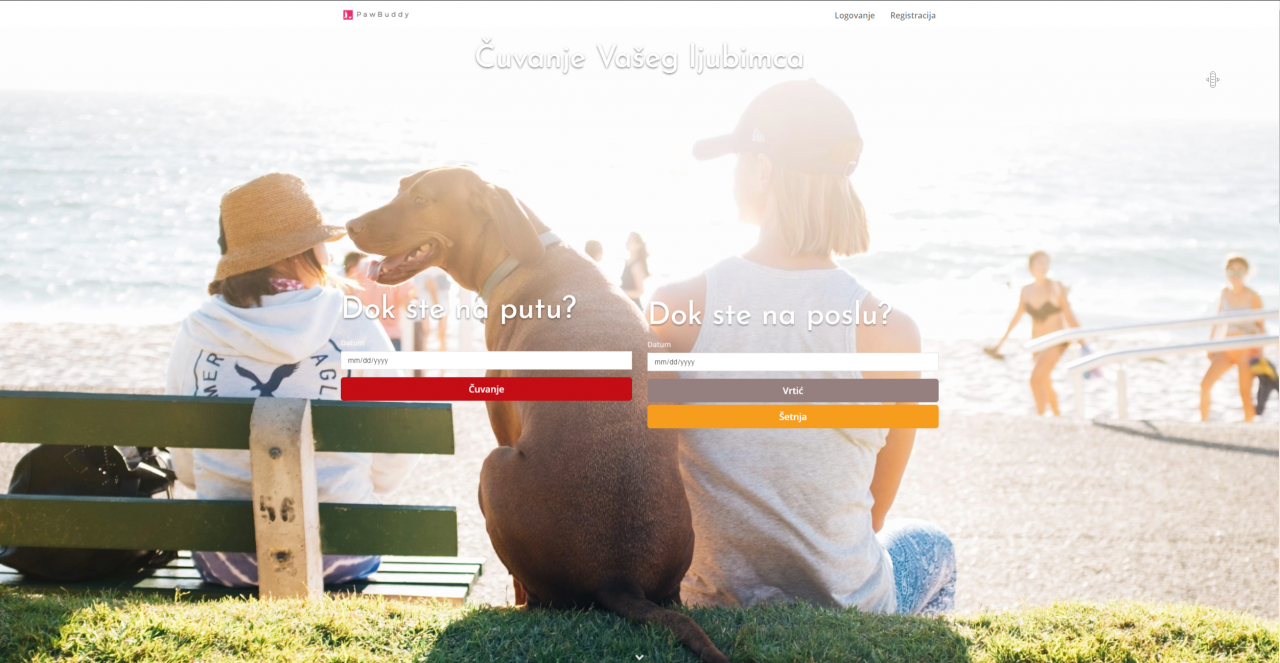 PawBuddy
Logovanje
Registracija
Čuvanje Vašeg ljubimca
Dok ste na putu?
Datum
mm/dd/yyyy
Čuvanje
Dok ste na poslu?
Datum
mm/dd/yyyy
Vrtić
Šetnja
56